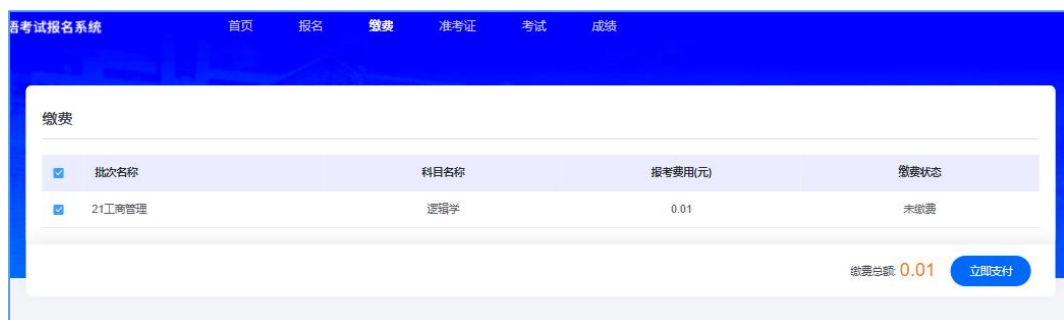 语考试报名系统 首页 报名 缴费 准考证 考试 成绩
缴费
批次名称 科目名称 报考费用(元) 缴费状态
21工商管理 逻辑学 0.01 未缴费
缴费总额: 0.01 立即支付